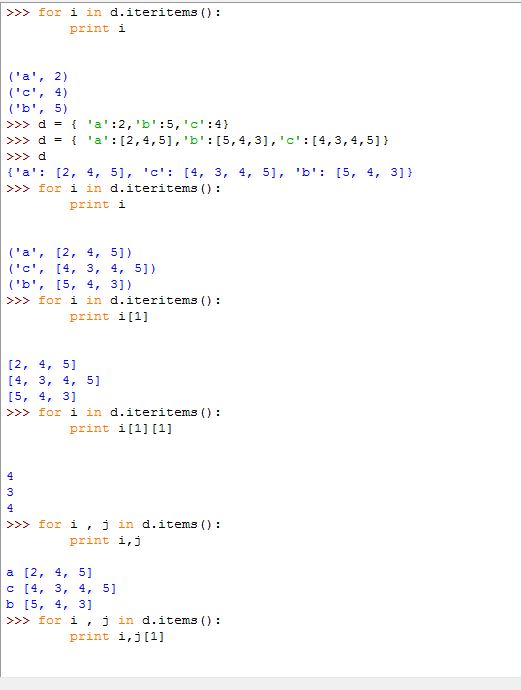 >>> for i in d.iteritems():
        print i
('a', 2)
('c', 4)
('b', 5)
>>> d = { 'a':2,'b':5,'c':4}
>>> d = { 'a':[2,4,5],'b':[5,4,3],'c':[4,3,4,5]}
>>> d
{'a': [2, 4, 5], 'c': [4, 3, 4, 5], 'b': [5, 4, 3]}
>>> for i in d.iteritems():
        print i
('a', [2, 4, 5])
('c', [4, 3, 4, 5])
('b', [5, 4, 3])
>>> for i in d.iteritems():
        print i[1]
[2, 4, 5]
[4, 3, 4, 5]
[5, 4, 3]
>>> for i in d.iteritems():
        print i[1][1]
4
3
4
>>> for i , j in d.items():
        print i,j
a [2, 4, 5]
c [4, 3, 4, 5]
b [5, 4, 3]
>>> for i , j in d.items():
        print i,j[1]